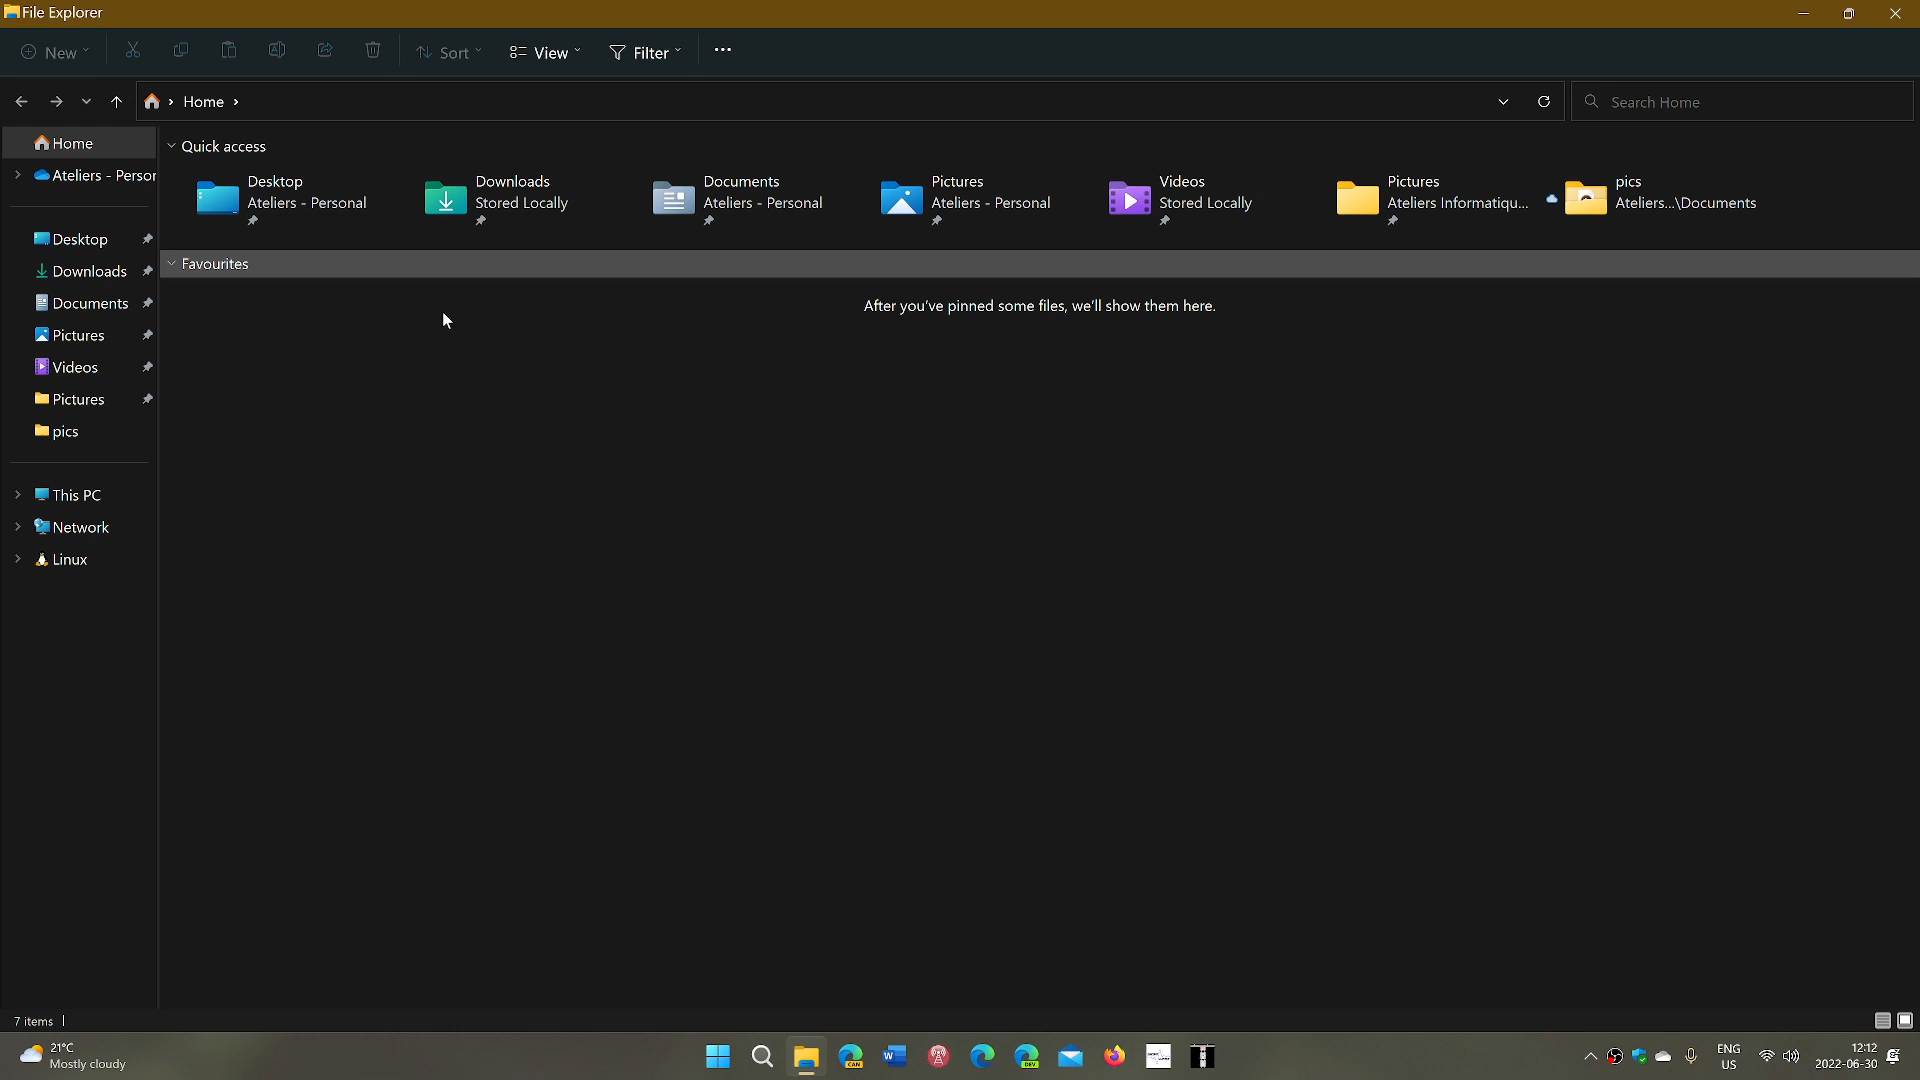 File Explorer
New
Sort
View
Filter
Home
Search Home
Home
Ateliers - Person
Desktop
Downloads
Documents
Pictures
Videos
Pictures
pics
This PC
Network
Linux
Quick access
Desktop
Ateliers - Personal
Downloads
Stored Locally
Documents
Ateliers - Personal
Pictures
Ateliers - Personal
Videos
Stored Locally
Pictures
Ateliers Informatiqu...
pics
Ateliers...\Documents
Favourites
After you've pinned some files, we'll show them here.
7 items
21°C
Mostly cloudy
CAN
W
DEV
ENG
US
12:12
2022-06-30